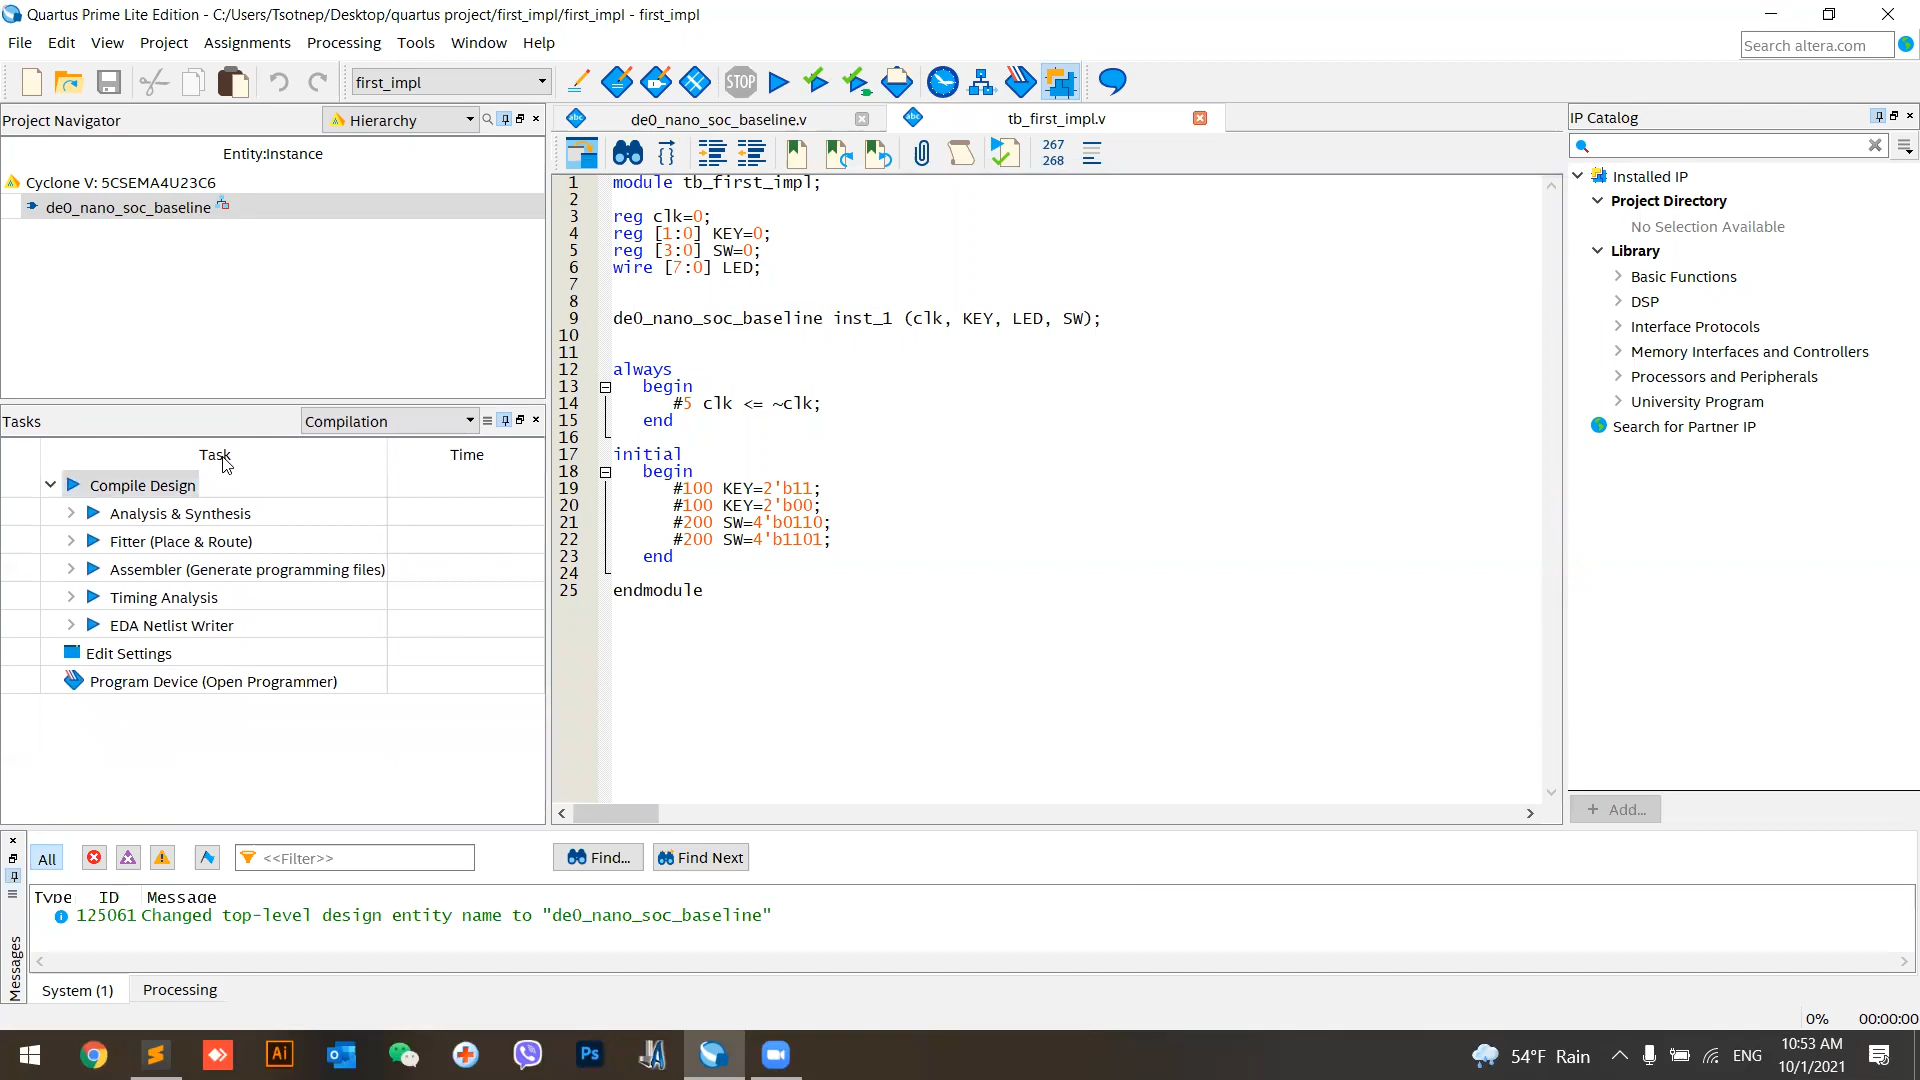 Quartus Prime Lite Edition - C:/Users/Tsotnep/Desktop/quartus project/first_impl/first_impl - first_impl
File Edit View Project Assignments Processing Tools Window Help
Search altera.com
first_impl
STOP
Project Navigator
Hierarchy
Entity:Instance
Cyclone V: 5CSEMA4U23C6
de0_nano_soc_baseline
Tasks
Compilation
Task Time
Compile Design
Analysis & Synthesis
Fitter (Place & Route)
Assembler (Generate programming files)
Timing Analysis
EDA Netlist Writer
Edit Settings
Program Device (Open Programmer)
abc de0_nano_soc_baseline.v
abc tb_first_impl.v
267
268
1 module tb_first_impl;
2
3 reg clk=0;
4 reg [1:0] KEY=0;
5 reg [3:0] SW=0;
6 wire [7:0] LED;
7
8
9 de0_nano_soc_baseline inst_1 (clk, KEY, LED, SW);
10
11
12 always
13 begin
14 #5 clk <= ~clk;
15 end
16
17 initial
18 begin
19 #100 KEY=2'b11;
20 #100 KEY=2'b00;
21 #200 SW=4'b0110;
22 #200 SW=4'b1101;
23 end
24
25 endmodule
IP Catalog
Installed IP
Project Directory
No Selection Available
Library
Basic Functions
DSP
Interface Protocols
Memory Interfaces and Controllers
Processors and Peripherals
University Program
Search for Partner IP
+ Add...
All
<<Filter>>
Find...
Find Next
Type ID Message
125061 Changed top-level design entity name to "de0_nano_soc_baseline"
Messages
System (1) Processing
0% 00:00:00
Ai
Ps
54°F Rain
ENG
10:53 AM
10/1/2021